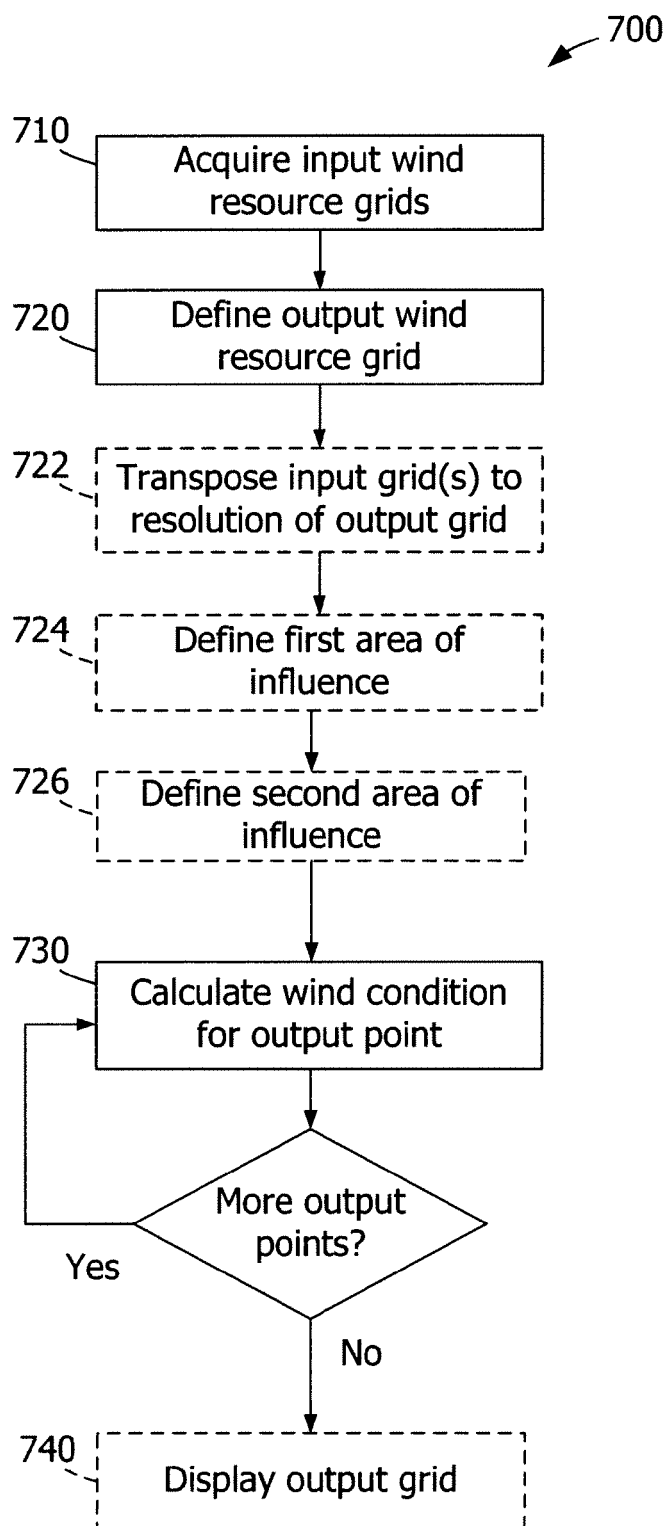 700
710
Acquire input wind
resource grids
720
Define output wind
resource grid
722
Transpose input grid(s) to
resolution of output grid
724
Define first area of
influence
726
Define second area of
influence
730
Calculate wind condition
for output point
More output
points?
Yes
No
740
Display output grid